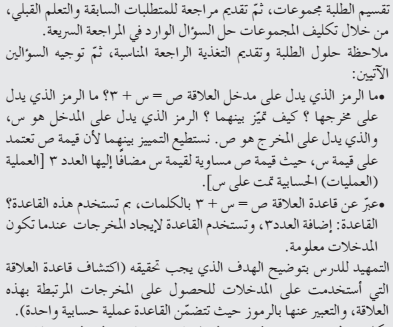 تقسيم الطلبة مجموعات، ثمّ تقديم مراجعة للمتطلبات السابقة والتعلم القبلي،
من خلال تكليف المجموعات حل السؤال الوارد في المراجعة السريعة.
ملاحظة حلول الطلبة وتقديم التغذية الراجعة المناسبة، ثمّ توجيه السؤالين
الآتيين:
•ما الرمز الذي يدل على مدخل العلاقة ص = س + ٣؟ ما الرمز الذي يدل
على مخرجها ؟ كيف تميّز بينهما ؟ الرمز الذي يدل على المدخل هو س،
والذي يدل على المخرج هو ص. نستطيع التمييز بينهما لأن قيمة ص تعتمد
على قيمة س، حيث قيمة ص مساوية لقيمة س مضافًا إليها العدد ٣ [العملية
(العمليات) الحسابية تمت على س].
•عبرّ عن قاعدة العلاقة ص = س + ٣ بالكلمات، بم تستخدم هذه القاعدة؟
القاعدة: إضافة العدد٣، وتستخدم القاعدة لإيجاد المخرجات عندما تكون
المدخلات معلومة.
التمهيد للدرس بتوضيح الهدف الذي يجب تحقيقه (اكتشاف قاعدة العلاقة
التي أستخدمت على المدخلات للحصول على المخرجات المرتبطة بهذه
العلاقة، والتعبير عنها بالرموز حيث تتضمّن القاعدة عملية حسابية واحدة).